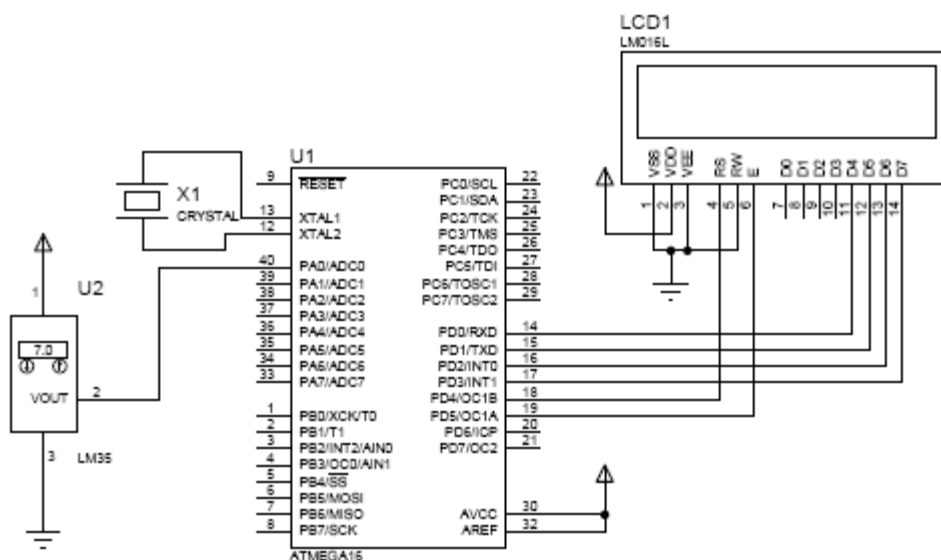 LCD1
LM016L
VSS VDD VEE RS RW E D0 D1 D2 D3 D4 D5 D6 D7
1 2 3 4 5 6 7 8 9 10 11 12 13 14
U1
X1
CRYSTAL
9 RESET PC0/SCL 22
PC1/SDA 23
13 XTAL1 PC2/TCK 24
12 XTAL2 PC3/TMS 25
PC4/TDO 26
40 PA0/ADC0 PC5/TDI 27
39 PA1/ADC1 PC6/TOSC1 28
38 PA2/ADC2 PC7/TOSC2 29
37 PA3/ADC3
36 PA4/ADC4 PD0/RXD 14
35 PA5/ADC5 PD1/TXD 15
34 PA6/ADC6 PD2/INT0 16
33 PA7/ADC7 PD3/INT1 17
PD4/OC1B 18
1 PB0/XCK/T0 PD5/OC1A 19
2 PB1/T1 PD6/ICP 20
3 PB2/INT2/AIN0 PD7/OC2 21
4 PB3/OC0/AIN1
5 PB4/SS
6 PB5/MOSI
7 PB6/MISO AVCC 30
8 PB7/SCK AREF 32
ATMEGA16
U2
1
7.0
VOUT 2
3
LM35